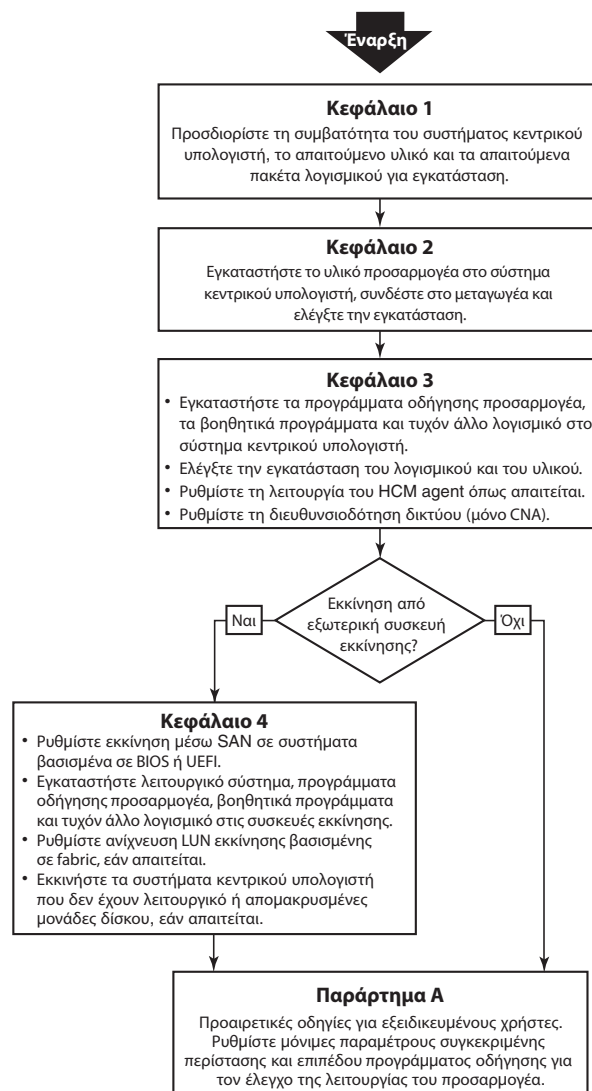 Έναρξη
Κεφάλαιο 1
Προσδιορίστε τη συμβατότητα του συστήματος κεντρικού
υπολογιστή, το απαιτούμενο υλικό και τα απαιτούμενα
πακέτα λογισμικού για εγκατάσταση.
Κεφάλαιο 2
Εγκαταστήστε το υλικό προσαρμογέα στο σύστημα
κεντρικού υπολογιστή, συνδέστε στο μεταγωγέα και
ελέγξτε την εγκατάσταση.
Κεφάλαιο 3
• Εγκαταστήστε τα προγράμματα οδήγησης προσαρμογέα,
τα βοηθητικά προγράμματα και τυχόν άλλο λογισμικό στο
σύστημα κεντρικού υπολογιστή.
• Ελέγξτε την εγκατάσταση του λογισμικού και του υλικού.
• Ρυθμίστε τη λειτουργία του HCM agent όπως απαιτείται.
• Ρυθμίστε τη διευθυνσιοδότηση δικτύου (μόνο CNA).
Εκκίνηση από
εξωτερική συσκευή
εκκίνησης?
Ναι
Όχι
Κεφάλαιο 4
• Ρυθμίστε εκκίνηση μέσω SAN σε συστήματα
βασισμένα σε BIOS ή UEFI.
• Εγκαταστήστε λειτουργικό σύστημα, προγράμματα
οδήγησης προσαρμογέα, βοηθητικά προγράμματα
και τυχόν άλλο λογισμικό στις συσκευές εκκίνησης.
• Ρυθμίστε ανίχνευση LUN εκκίνησης βασισμένης
σε fabric, εάν απαιτείται.
• Εκκινήστε τα συστήματα κεντρικού υπολογιστή
που δεν έχουν λειτουργικό ή απομακρυσμένες
μονάδες δίσκου, εάν απαιτείται.
Παράρτημα Α
Προαιρετικές οδηγίες για εξειδικευμένους χρήστες.
Ρυθμίστε μόνιμες παραμέτρους συγκεκριμένης
περίστασης και επιπέδου προγράμματος οδήγησης για
τον έλεγχο της λειτουργίας του προσαρμογέα.